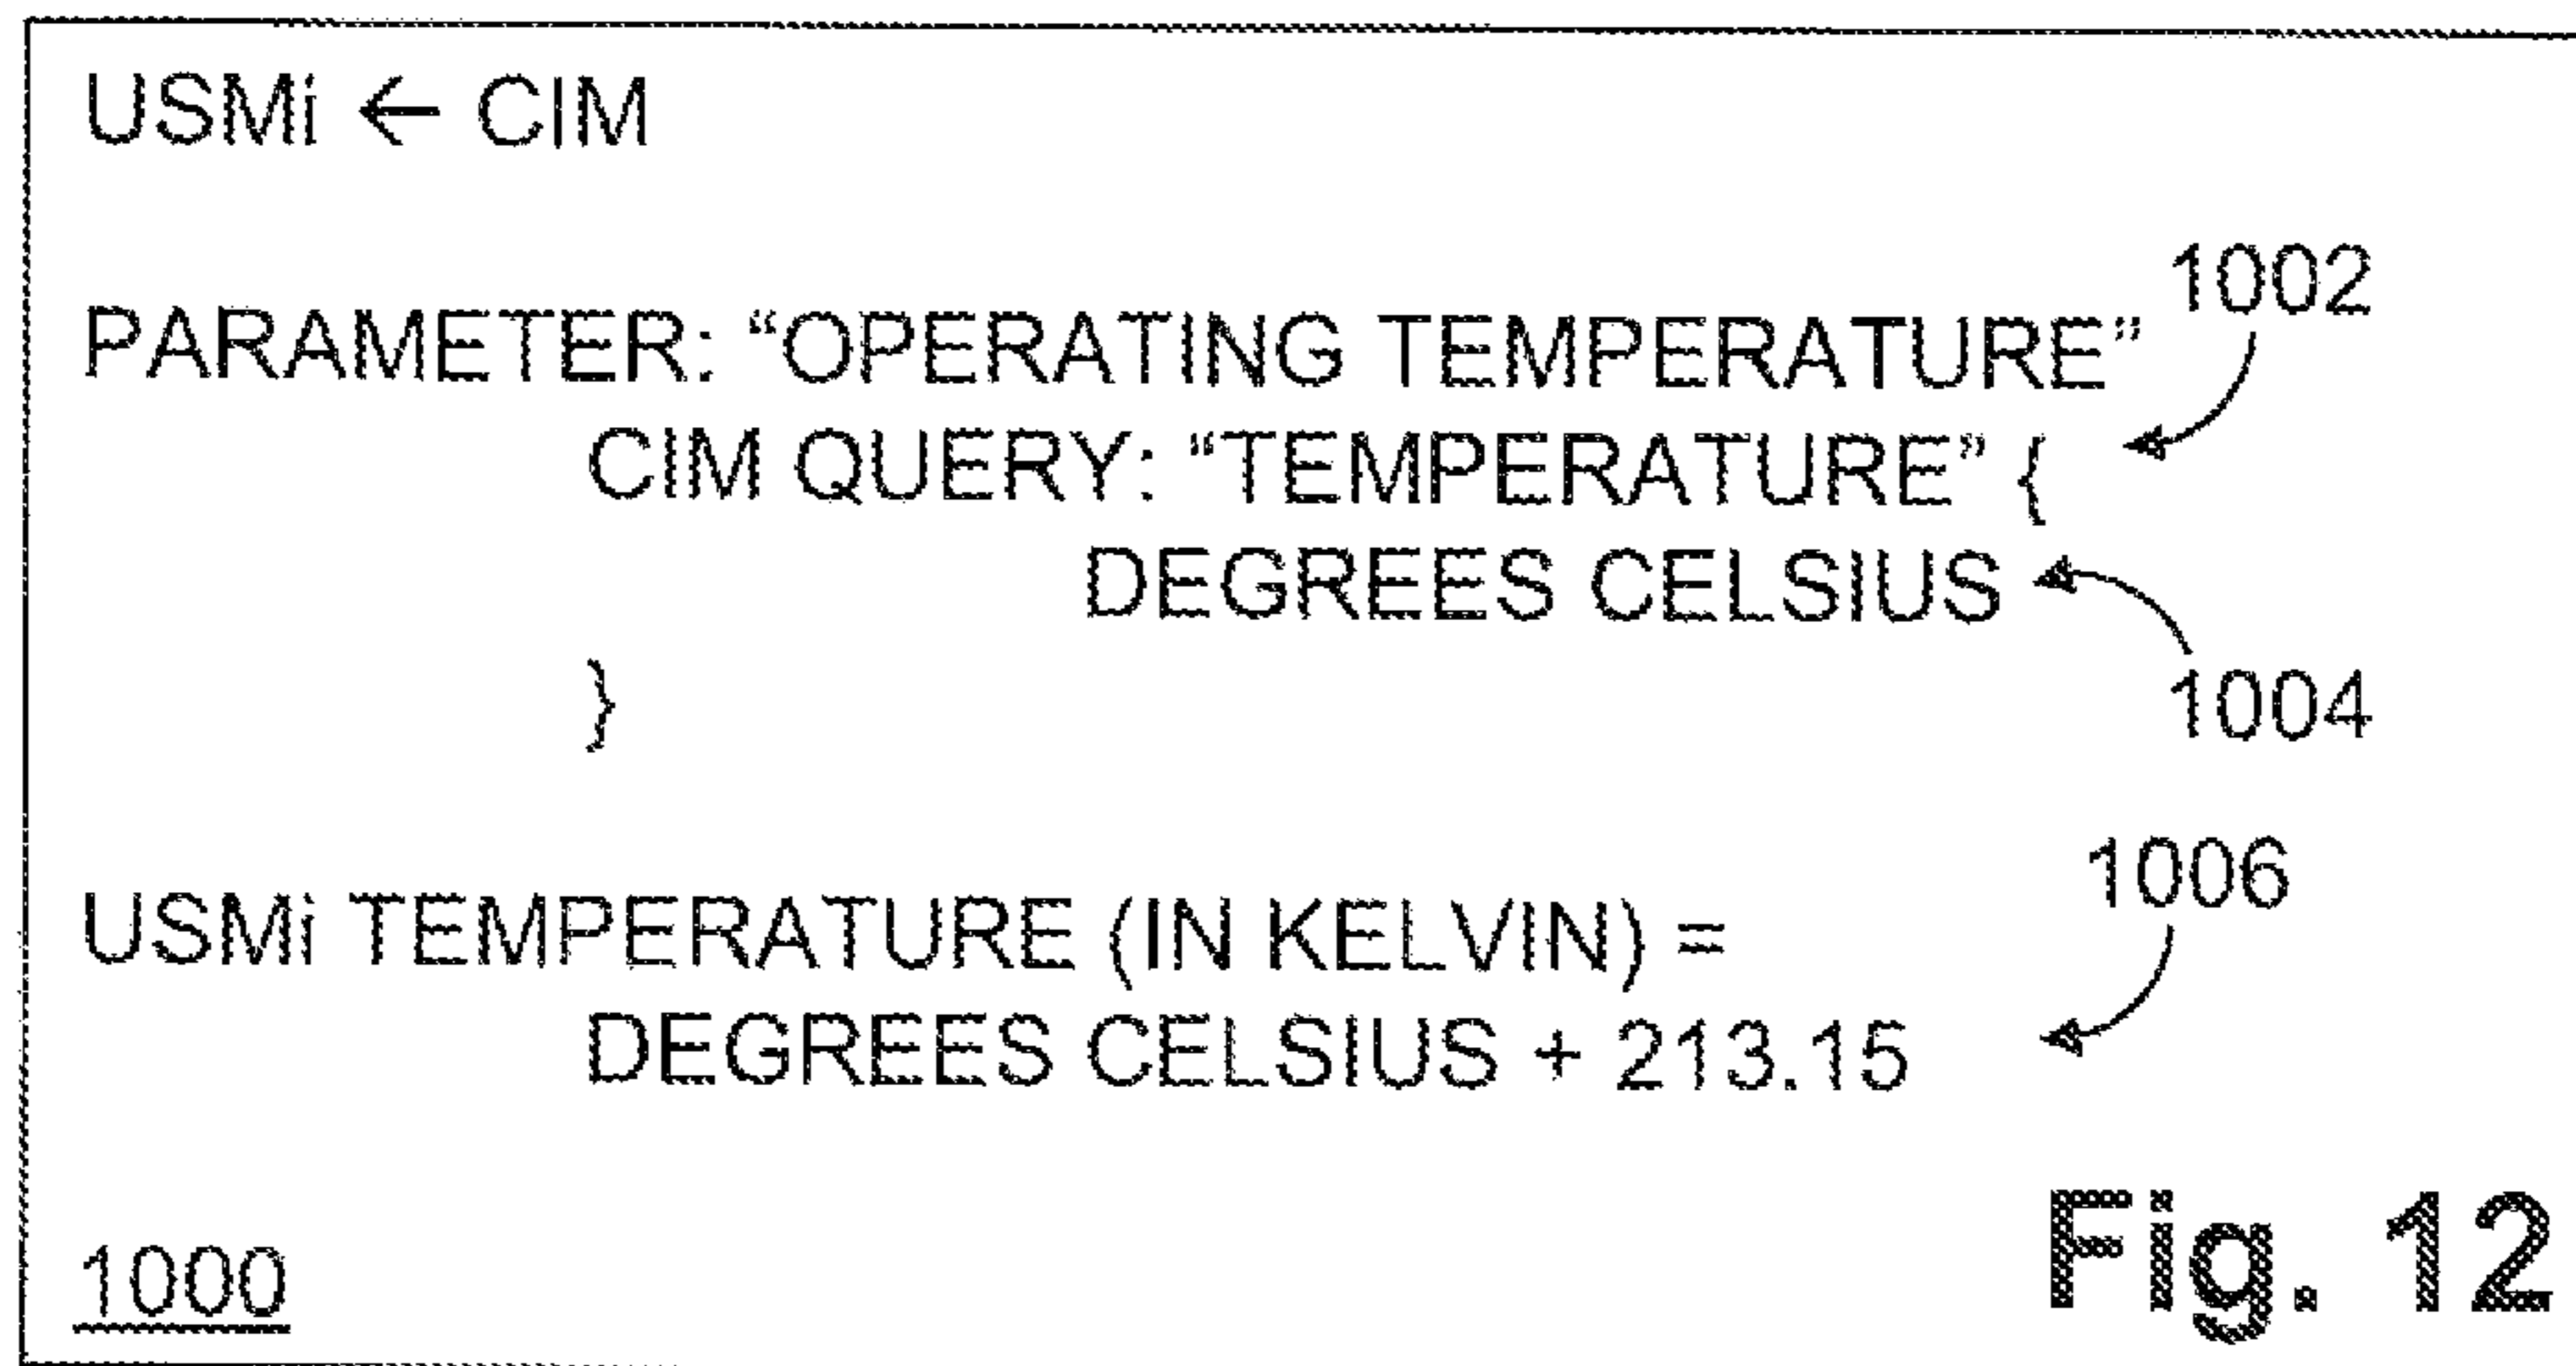 USMi ← CIM
1002
PARAMETER: “OPERATING TEMPERATURE”
CIM QUERY: “TEMPERATURE” {
DEGREES CELSIUS
}
1004
1006
USMi TEMPERATURE (IN KELVIN) =
DEGREES CELSIUS + 213.15
1000
Fig. 12